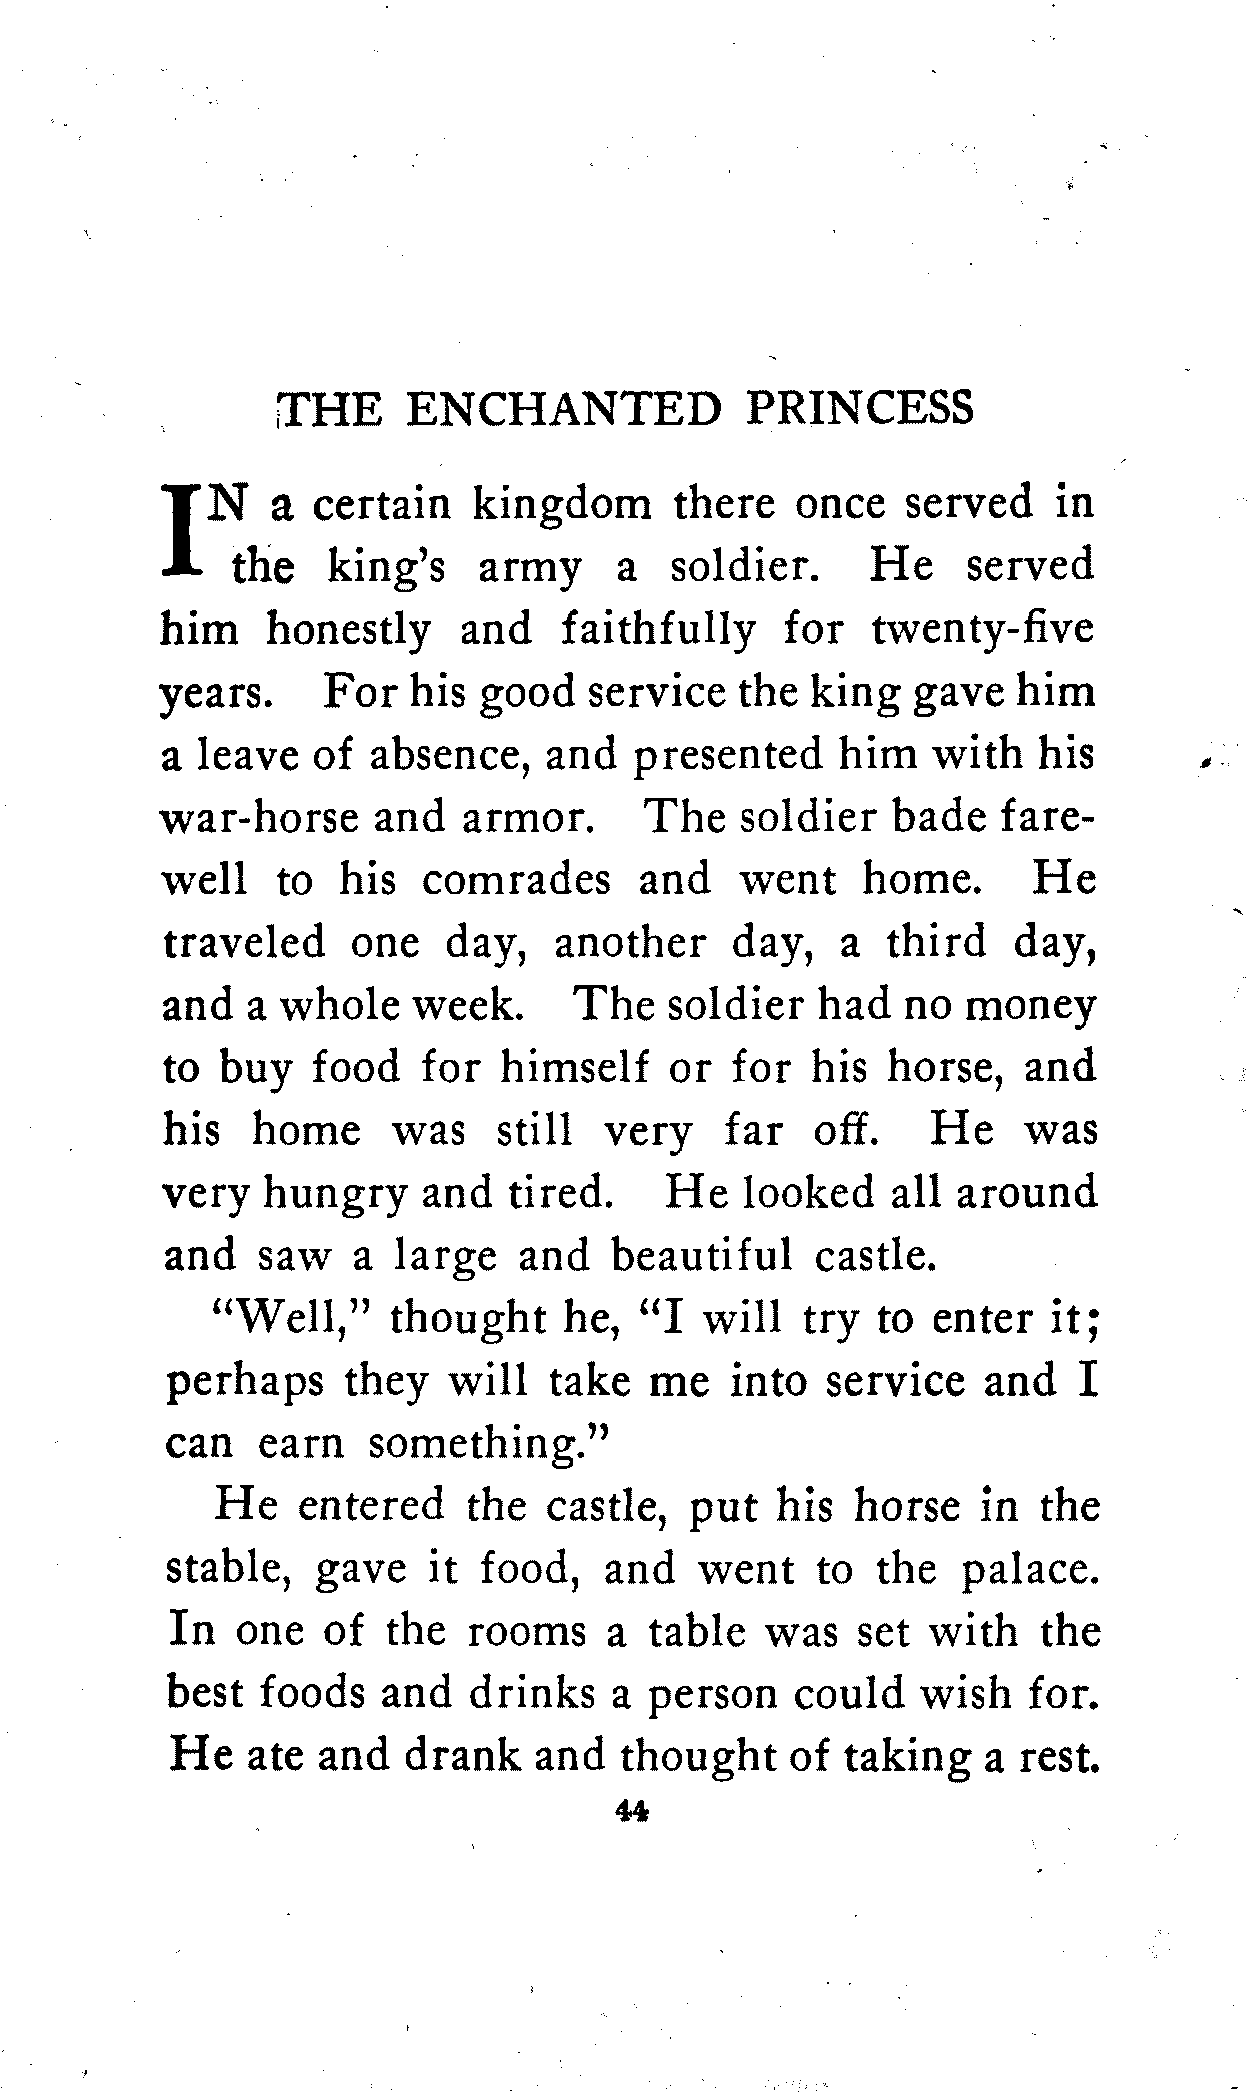 THE ENCHANTED PRINCESS
IN a certain kingdom there once served in
the king's army a soldier. He served
him honestly and faithfully for twenty-five
years. For his good service the king gave him
a leave of absence, and presented him with his
war-horse and armor. The soldier bade fare-
well to his comrades and went home. He
traveled one day, another day, a third day,
and a whole week. The soldier had no money
to buy food for himself or for his horse, and
his home was still very far off. He was
very hungry and tired. He looked all around
and saw a large and beautiful castle.
“Well,” thought he, “I will try to enter it;
perhaps they will take me into service and I
can earn something.”
He entered the castle, put his horse in the
stable, gave it food, and went to the palace.
In one of the rooms a table was set with the
best foods and drinks a person could wish for.
He ate and drank and thought of taking a rest.
44